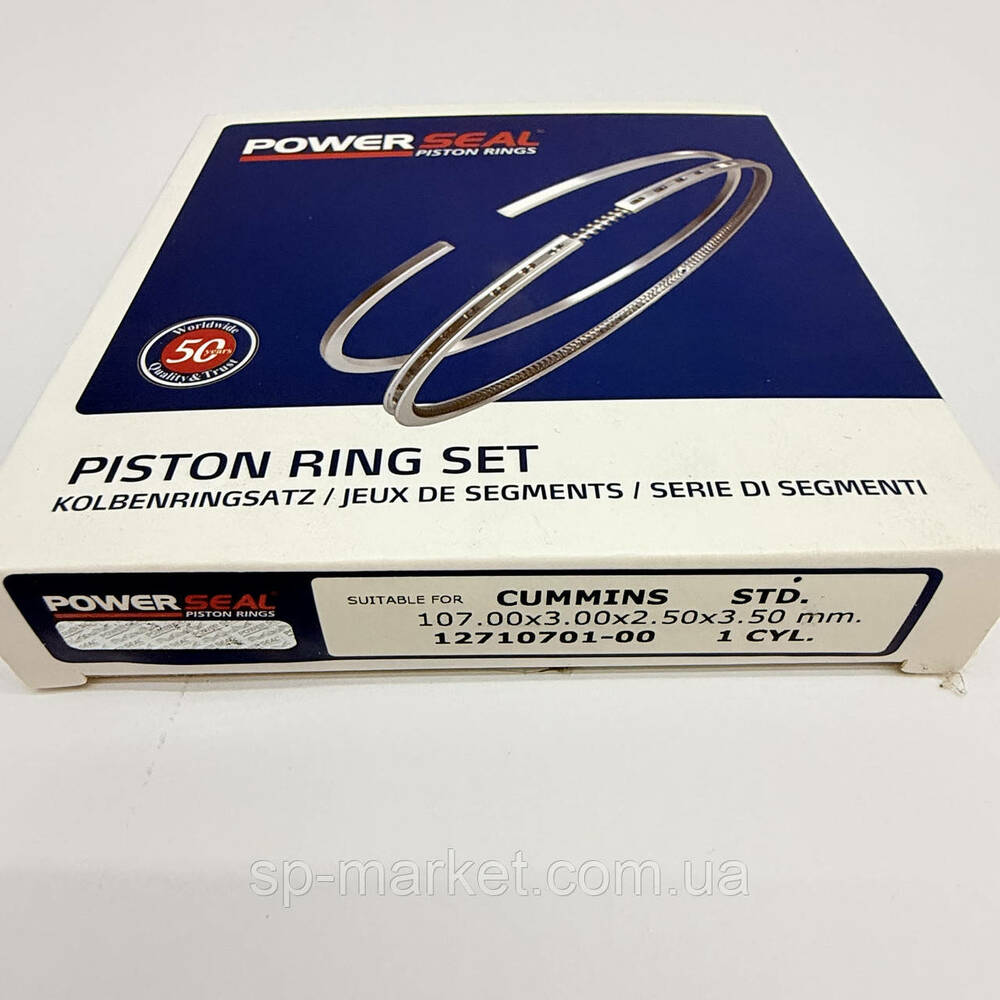 POWER SEAL
PISTON RINGS
Worldwide
50 years
Quality & Trust
PISTON RING SET
KOLBENRINGSATZ / JEUX DE SEGMENTS / SERIE DI SEGMENTI
POWER SEAL
PISTON RINGS
SUITABLE FOR CUMMINS STD.
107.00x3.00x2.50x3.50 mm.
12710701-00 1 CYL.
sp-market.com.ua